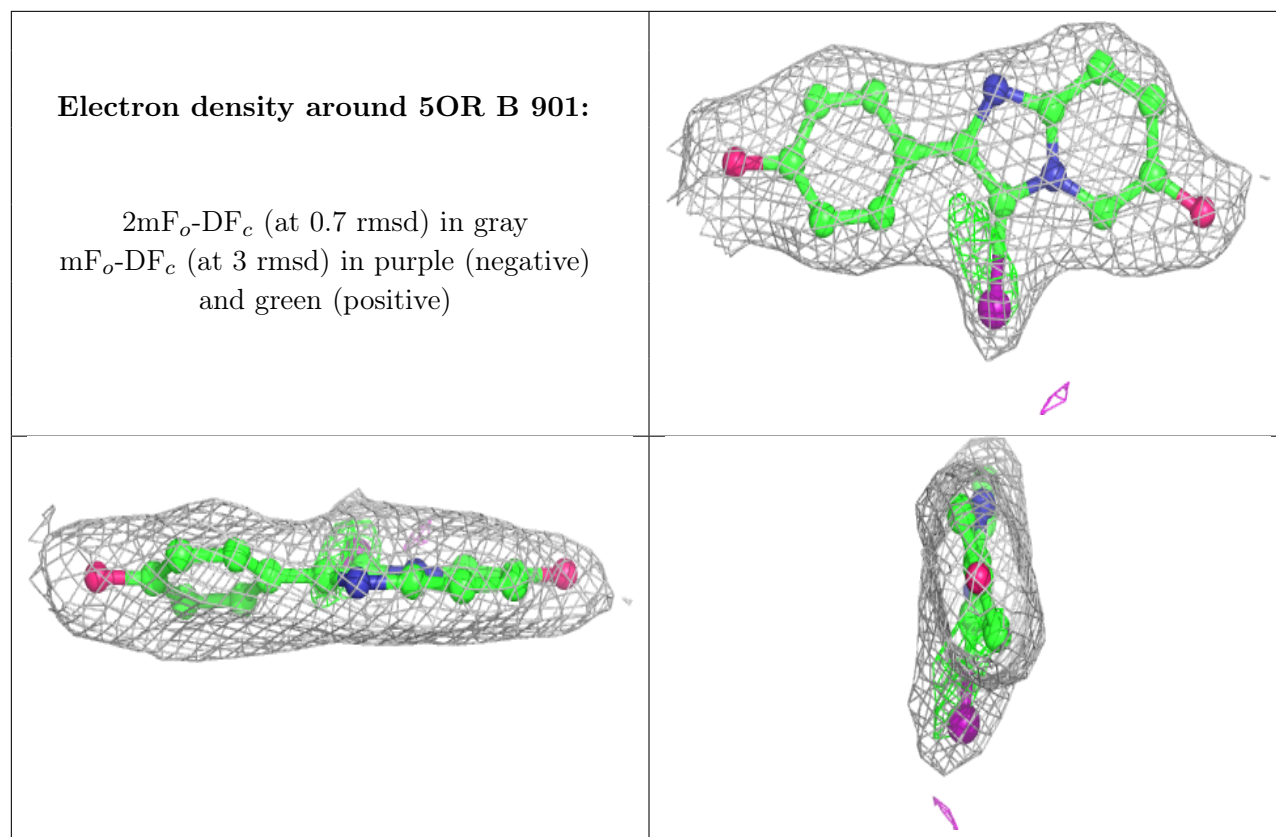 Electron density around 5OR B 901:
2mFo-DFc (at 0.7 rmsd) in gray
mFo-DFc (at 3 rmsd) in purple (negative)
and green (positive)